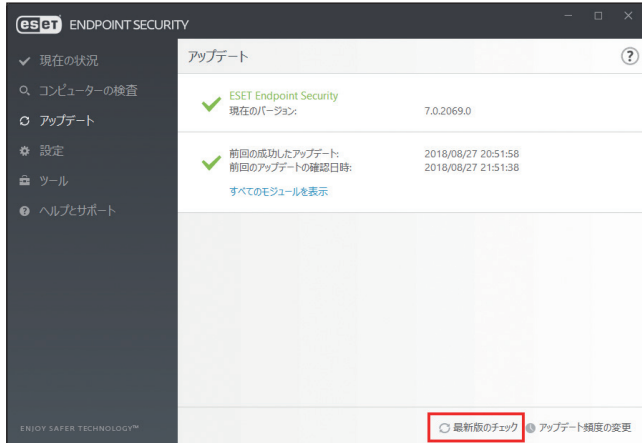 eset ENDPOINT SECURITY
現在の状況
コンピューターの検査
アップデート
設定
ツール
ヘルプとサポート
ENJOY SAFER TECHNOLOGY™
アップデート
?
ESET Endpoint Security
現在のバージョン: 7.0.2069.0
前回の成功したアップデート: 2018/08/27 20:51:58
前回のアップデートの確認日時: 2018/08/27 21:51:38
すべてのモジュールを表示
最新版のチェック アップデート頻度の変更